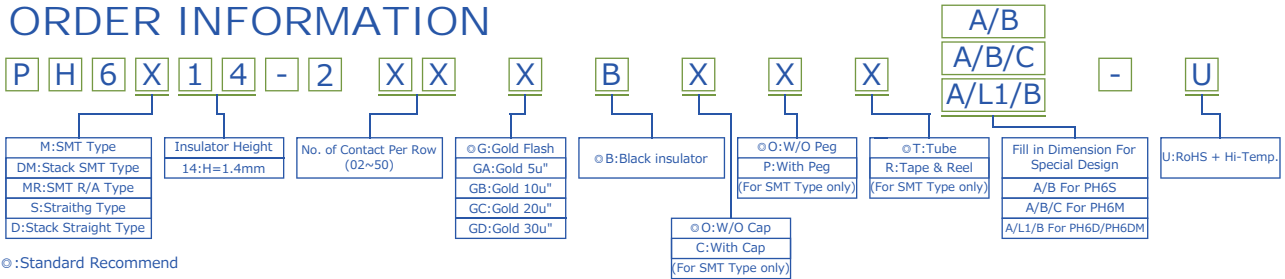 ORDER INFORMATION
A/B
A/B/C
A/L1/B
P H 6 X 1 4 - 2 X X X B X X X - U
M:SMT Type
DM:Stack SMT Type
MR:SMT R/A Type
S:Straithg Type
D:Stack Straight Type
Insulator Height
14:H=1.4mm
No. of Contact Per Row
(02~50)
◎G:Gold Flash
GA:Gold 5u"
GB:Gold 10u"
GC:Gold 20u"
GD:Gold 30u"
◎B:Black insulator
◎O:W/O Cap
C:With Cap
(For SMT Type only)
◎O:W/O Peg
P:With Peg
(For SMT Type only)
◎T:Tube
R:Tape & Reel
(For SMT Type only)
Fill in Dimension For
Special Design
A/B For PH6S
A/B/C For PH6M
A/L1/B For PH6D/PH6DM
U:RoHS + Hi-Temp.
◎:Standard Recommend